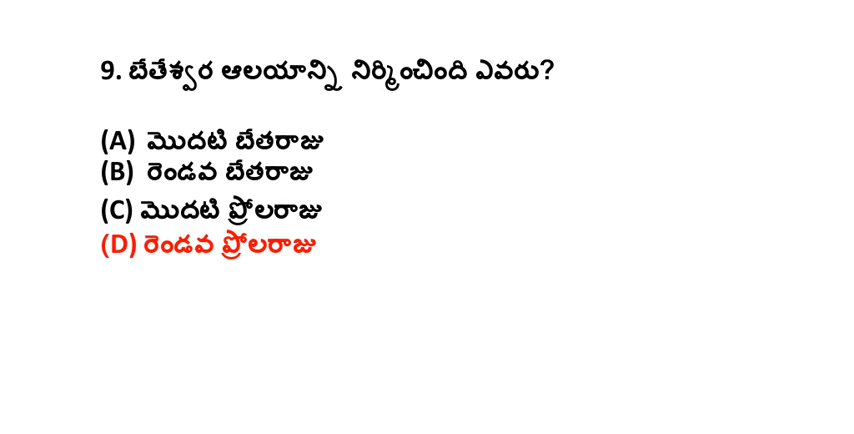 9. బేతేశ్వర ఆలయాన్ని నిర్మించింది ఎవరు?
(A) మొదటి బేతరాజు
(B) రెండవ బేతరాజు
(C) మొదటి ప్రోలరాజు
(D) రెండవ ప్రోలరాజు